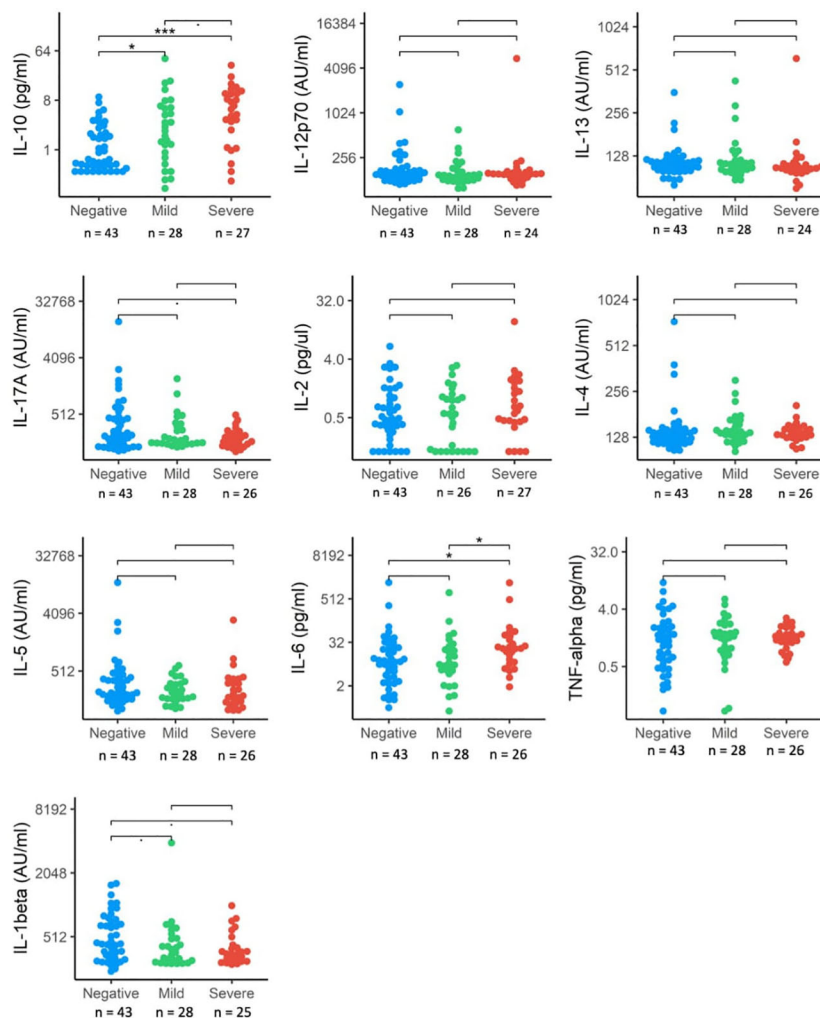 IL-10 (pg/ml)
64
8
1
*
***
.
Negative Mild Severe
n = 43 n = 28 n = 27
IL-12p70 (AU/ml)
16384
4096
1024
256
Negative Mild Severe
n = 43 n = 28 n = 24
IL-13 (AU/ml)
1024
512
256
128
Negative Mild Severe
n = 43 n = 28 n = 24
IL-17A (AU/ml)
32768
4096
512
.
Negative Mild Severe
n = 43 n = 28 n = 26
IL-2 (pg/ul)
32.0
4.0
0.5
Negative Mild Severe
n = 43 n = 26 n = 27
IL-4 (AU/ml)
1024
512
256
128
Negative Mild Severe
n = 43 n = 28 n = 26
IL-5 (AU/ml)
32768
4096
512
Negative Mild Severe
n = 43 n = 28 n = 26
IL-6 (pg/ml)
8192
512
32
2
*
*
Negative Mild Severe
n = 43 n = 28 n = 26
TNF-alpha (pg/ml)
32.0
4.0
0.5
Negative Mild Severe
n = 43 n = 28 n = 26
IL-1beta (AU/ml)
8192
2048
512
.
.
Negative Mild Severe
n = 43 n = 28 n = 25